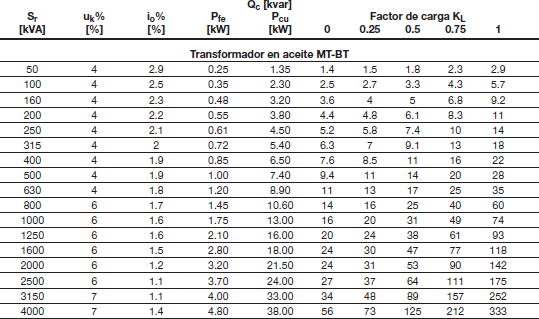 Qc [kvar]
Sr uk% io% Pfe Pcu Factor de carga KL
[kVA] [%] [%] [kW] [kW] 0 0.25 0.5 0.75 1
Transformador en aceite MT-BT
50 4 2.9 0.25 1.35 1.4 1.5 1.8 2.3 2.9
100 4 2.5 0.35 2.30 2.5 2.7 3.3 4.3 5.7
160 4 2.3 0.48 3.20 3.6 4 5 6.8 9.2
200 4 2.2 0.55 3.80 4.4 4.8 6.1 8.3 11
250 4 2.1 0.61 4.50 5.2 5.8 7.4 10 14
315 4 2 0.72 5.40 6.3 7 9.1 13 18
400 4 1.9 0.85 6.50 7.6 8.5 11 16 22
500 4 1.9 1.00 7.40 9.4 11 14 20 28
630 4 1.8 1.20 8.90 11 13 17 25 35
800 6 1.7 1.45 10.60 14 16 25 40 60
1000 6 1.6 1.75 13.00 16 20 31 49 74
1250 6 1.6 2.10 16.00 20 24 38 61 93
1600 6 1.5 2.80 18.00 24 30 47 77 118
2000 6 1.2 3.20 21.50 24 31 53 90 142
2500 6 1.1 3.70 24.00 27 37 64 111 175
3150 7 1.1 4.00 33.00 34 48 89 157 252
4000 7 1.4 4.80 38.00 56 73 125 212 333